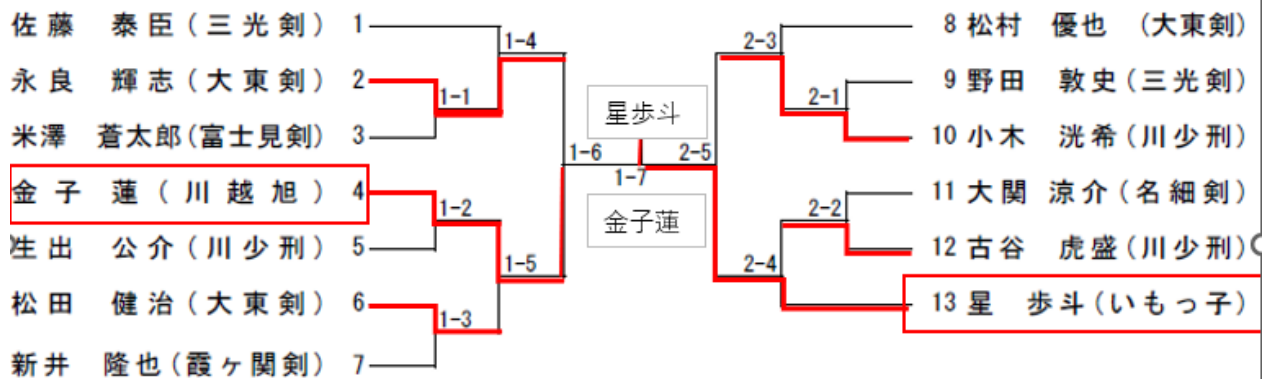 佐藤 泰臣(三光剣) 1
永良 輝志(大東剣) 2
米澤 蒼太郎(富士見剣) 3
金子 蓮(川越旭) 4
生出 公介(川少刑) 5
松田 健治(大東剣) 6
新井 隆也(霞ヶ関剣) 7
1-4
1-1
1-2
1-5
1-3
1-6
星歩斗
1-7
金子蓮
2-5
2-3
2-1
2-2
2-4
8 松村 優也 (大東剣)
9 野田 敦史(三光剣)
10 小木 洸希(川少刑)
11 大関 涼介(名細剣)
12 古谷 虎盛(川少刑)
13 星 歩斗(いもっ子)